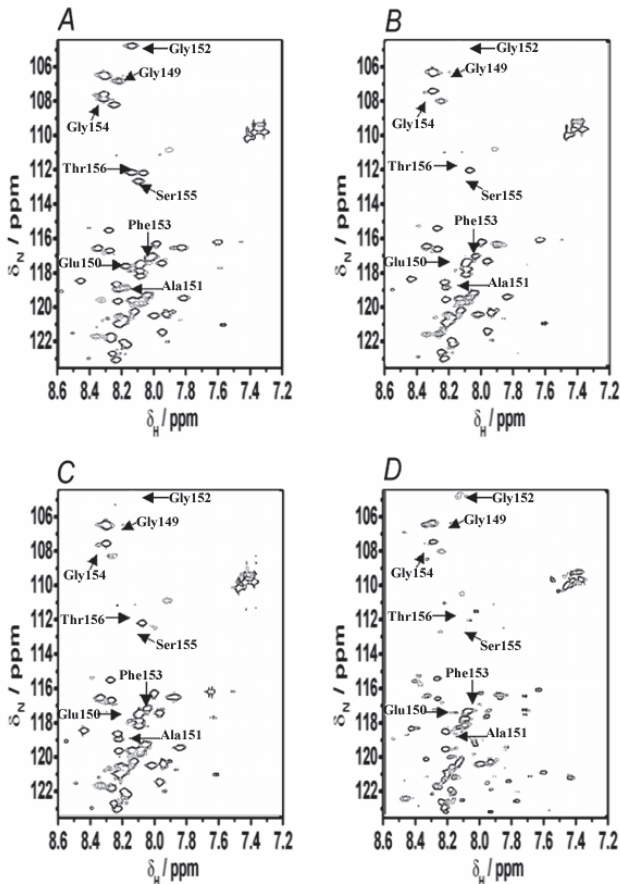 A
B
Gly152
Gly149
Gly154
Thr156
Ser155
Phe153
Glu150
Ala151
106
108
110
112
114
116
118
120
122
δN / ppm
8.6 8.4 8.2 8.0 7.8 7.6 7.4 7.2
δH / ppm
Gly152
Gly149
Gly154
Thr156
Ser155
Phe153
Glu150
Ala151
106
108
110
112
114
116
118
120
122
δN / ppm
8.6 8.4 8.2 8.0 7.8 7.6 7.4 7.2
δH / ppm
C
D
Gly152
Gly149
Gly154
Thr156
Ser155
Phe153
Glu150
Ala151
106
108
110
112
114
116
118
120
122
δN / ppm
8.6 8.4 8.2 8.0 7.8 7.6 7.4 7.2
δH / ppm
Gly152
Gly149
Gly154
Thr156
Ser155
Phe153
Glu150
Ala151
106
108
110
112
114
116
118
120
122
δN / ppm
8.6 8.4 8.2 8.0 7.8 7.6 7.4 7.2
δH / ppm